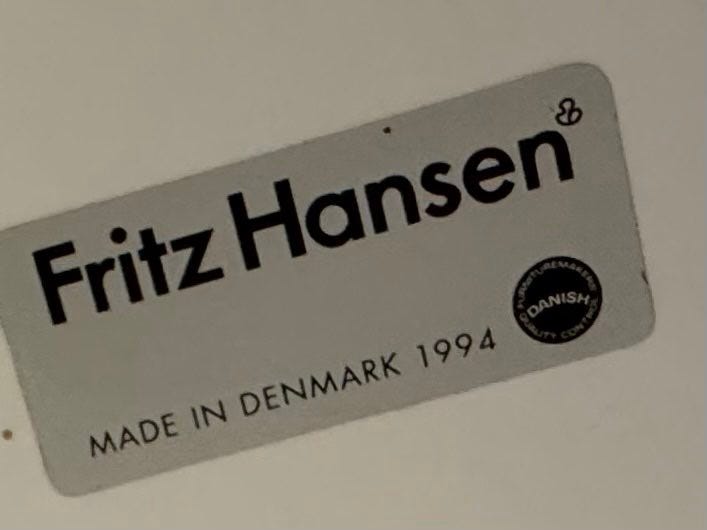 Fritz Hansen
FURNITUREMAKERS
DANISH
QUALITY CONTROL
MADE IN DENMARK 1994